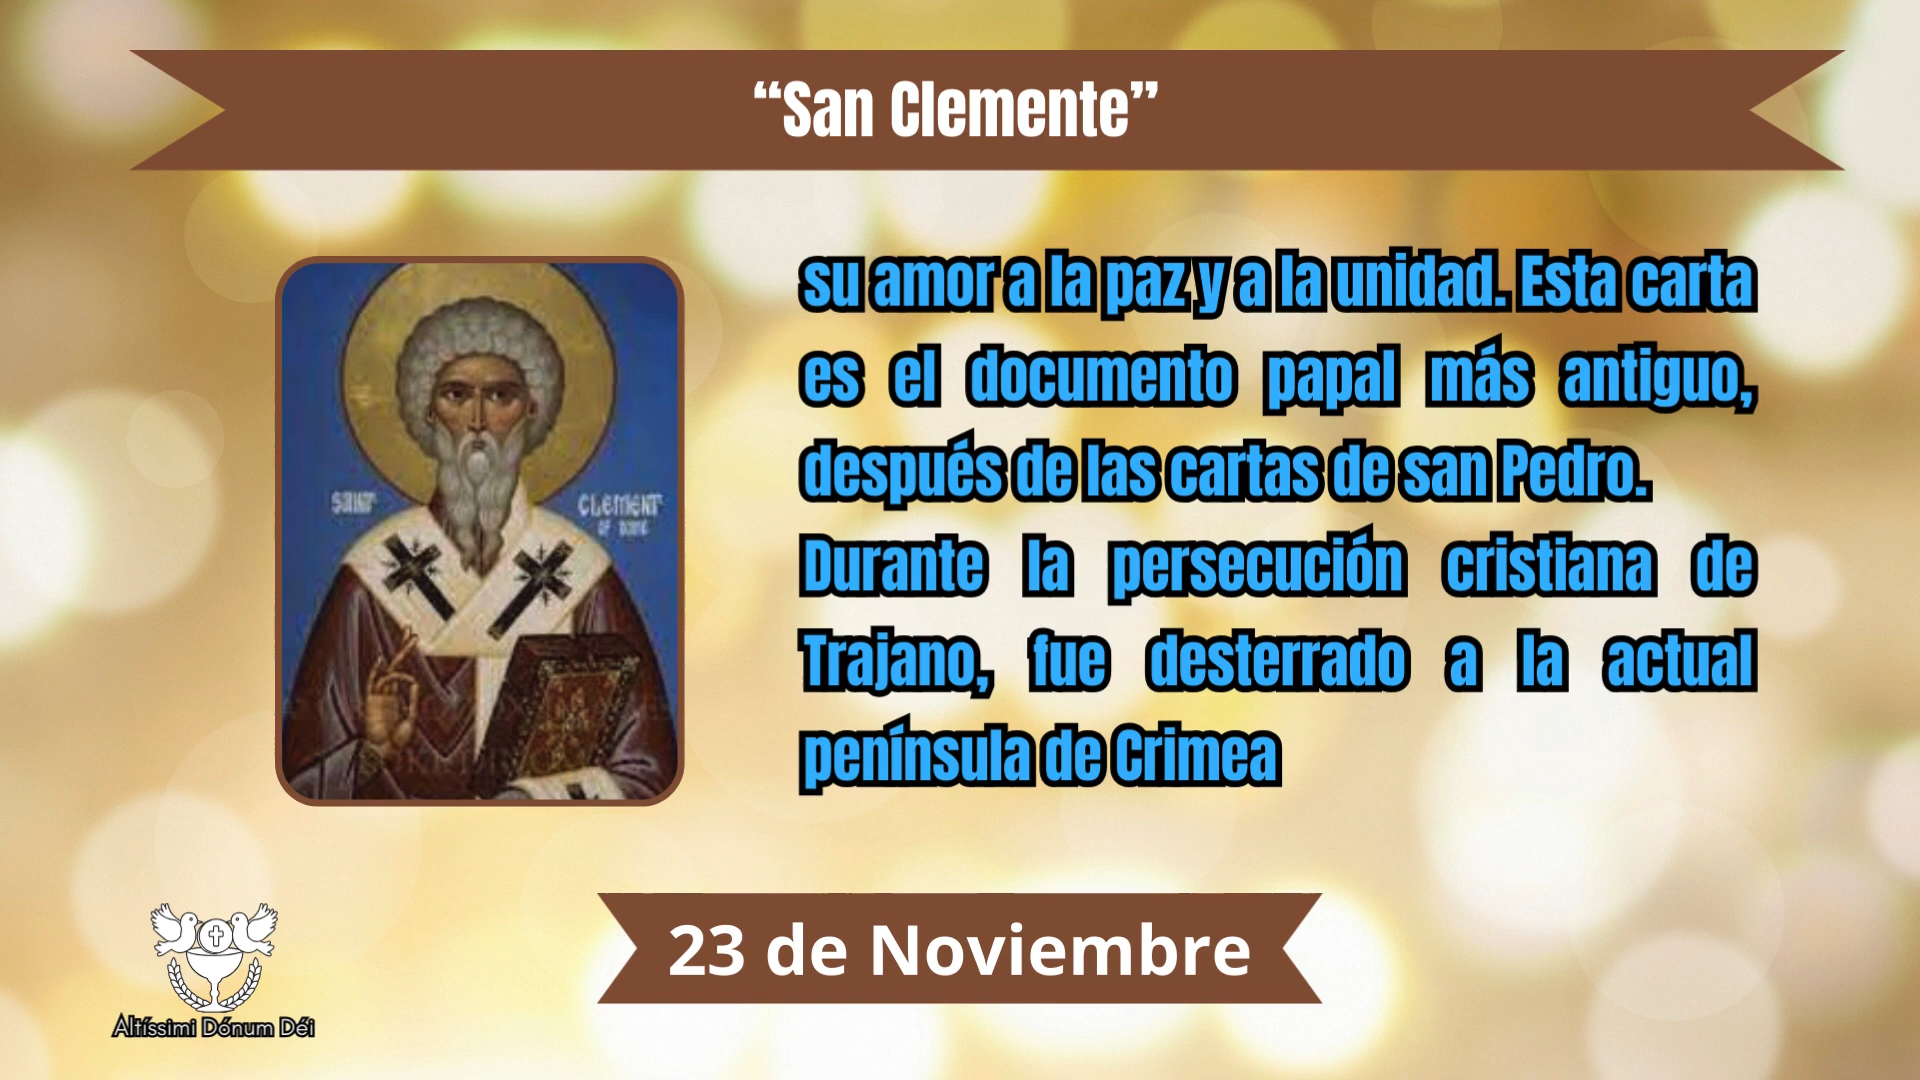 “San Clemente”
su amor a la paz y a la unidad. Esta carta
es el documento papal más antiguo,
después de las cartas de san Pedro.
Durante la persecución cristiana de
Trajano, fue desterrado a la actual
península de Crimea
SAINT
CLEMENT
OF ROME
23 de Noviembre
Altíssimi Dónum Déi